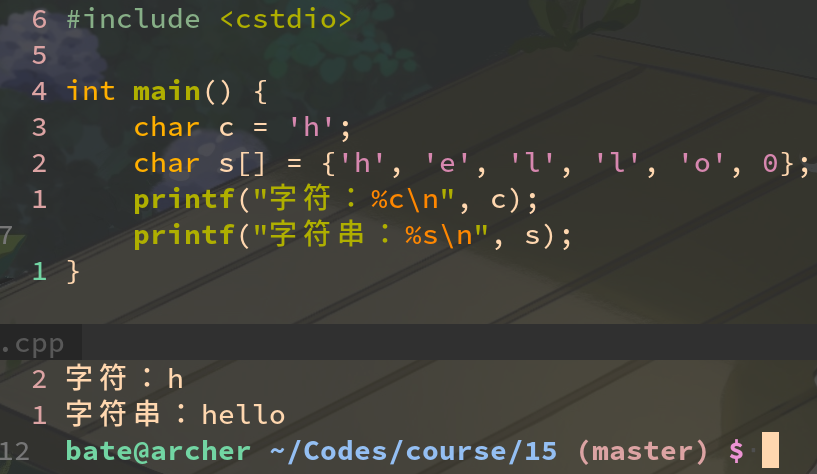 6 #include <cstdio>
5
4 int main() {
3     char c = 'h';
2     char s[] = {'h', 'e', 'l', 'l', 'o', 0};
1     printf("字符：%c\n", c);
7     printf("字符串：%s\n", s);
1 }
.cpp
2 字符：h
1 字符串：hello
12 bate@archer ~/Codes/course/15 (master) $